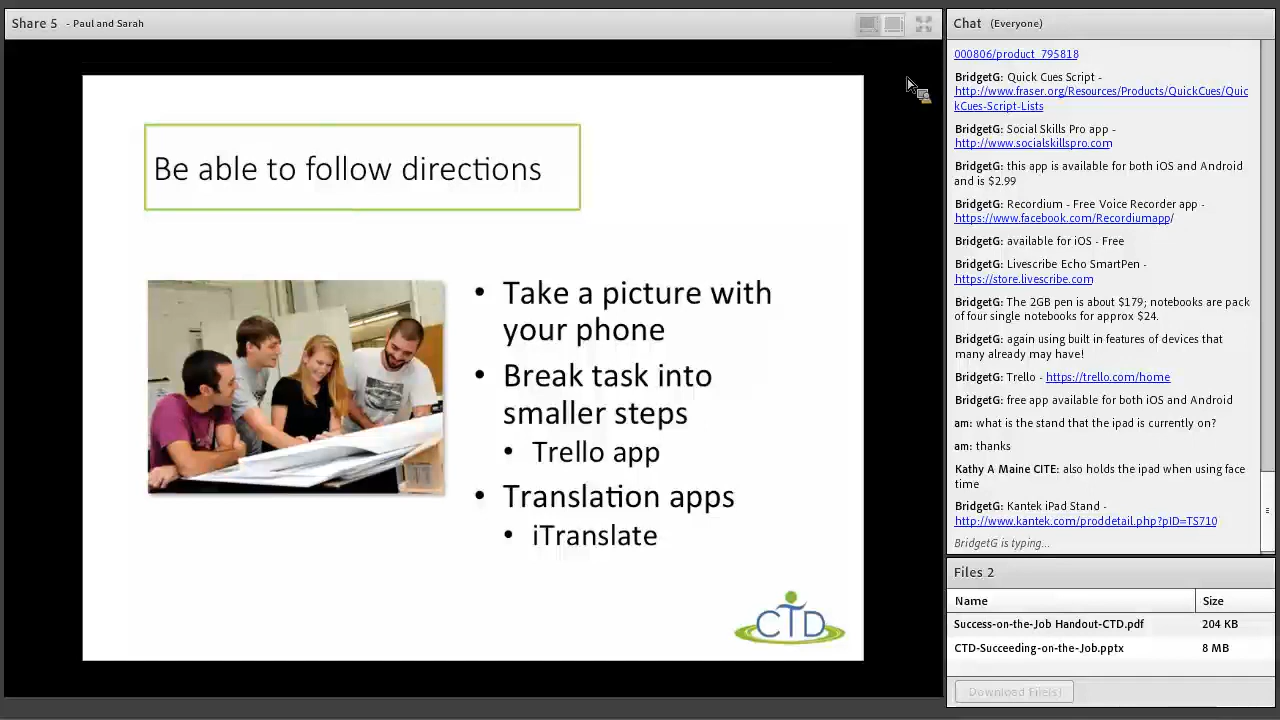 Share 5 - Paul and Sarah
Be able to follow directions
• Take a picture with
your phone
• Break task into
smaller steps
• Trello app
• Translation apps
• iTranslate
CTD
Chat (Everyone)
000806/product_795818
BridgetG: Quick Cues Script -
http://www.fraser.org/Resources/Products/QuickCues/Quic
kCues-Script-Lists
BridgetG: Social Skills Pro app -
http://www.socialskillspro.com
BridgetG: this app is available for both iOS and Android
and is $2.99
BridgetG: Recordium - Free Voice Recorder app -
https://www.facebook.com/Recordiumapp/
BridgetG: available for iOS - Free
BridgetG: Livescribe Echo SmartPen -
https://store.livescribe.com
BridgetG: The 2GB pen is about $179; notebooks are pack
of four single notebooks for approx $24.
BridgetG: again using built in features of devices that
many already may have!
BridgetG: Trello - https://trello.com/home
BridgetG: free app available for both iOS and Android
am: what is the stand that the ipad is currently on?
am: thanks
Kathy A Maine CITE: also holds the ipad when using face
time
BridgetG: Kantek iPad Stand -
http://www.kantek.com/proddetail.php?pID=TS710
BridgetG is typing...
Files 2
Name Size
Success-on-the-Job Handout-CTD.pdf 204 KB
CTD-Succeeding-on-the-Job.pptx 8 MB
Download File(s)